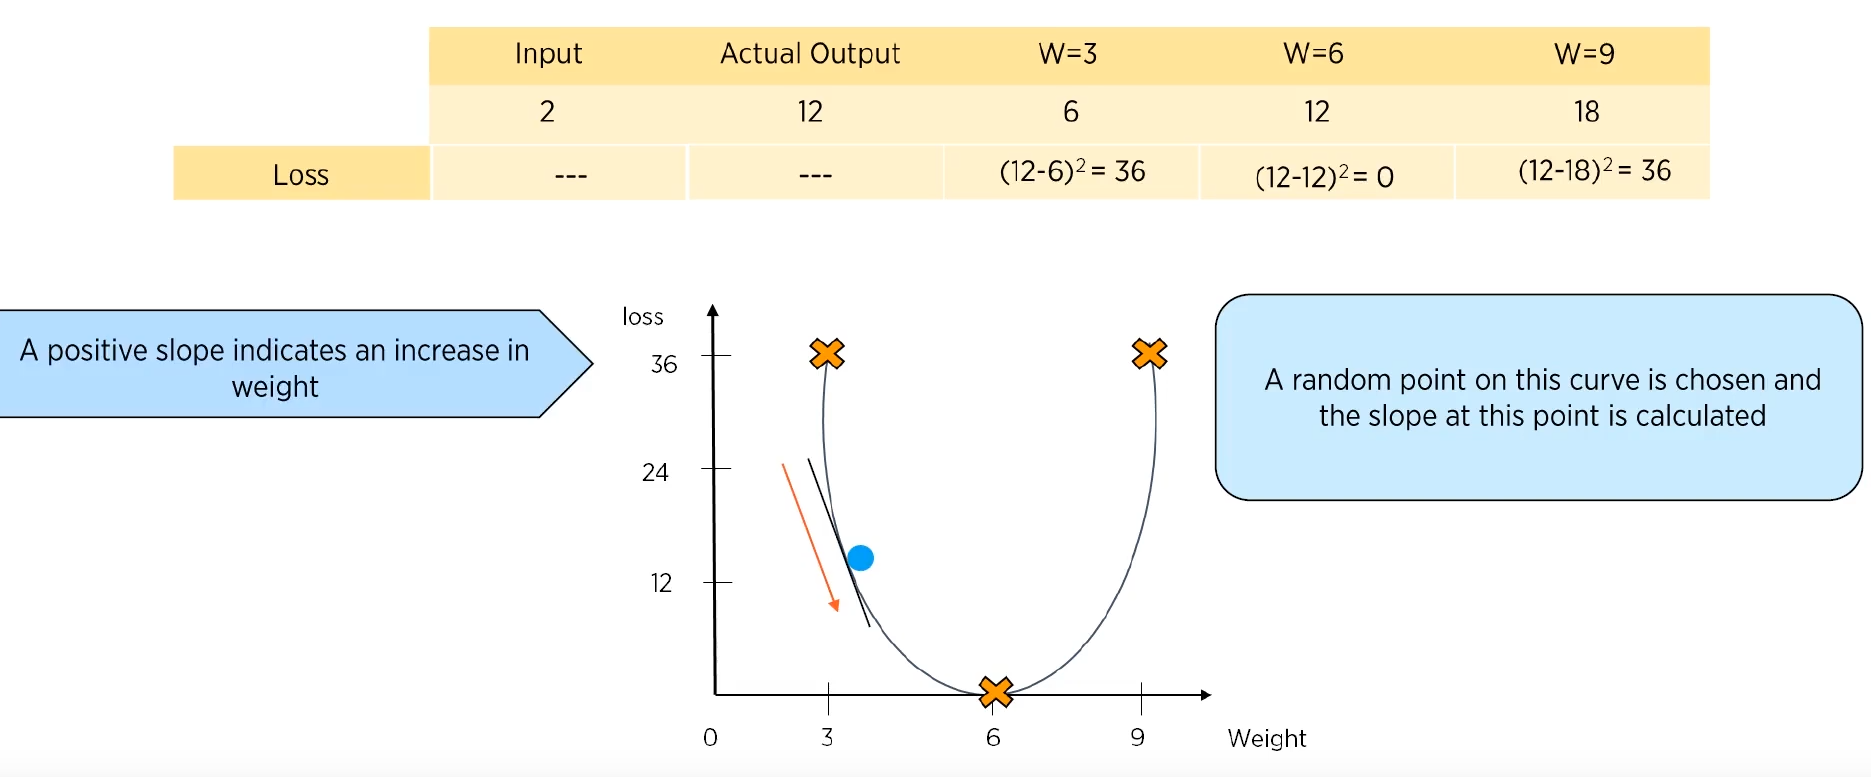 Input Actual Output W=3 W=6 W=9
2 12 6 12 18
Loss --- --- (12-6)²= 36 (12-12)²= 0 (12-18)²= 36
A positive slope indicates an increase in
weight
loss
36
24
12
0 3 6 9 Weight
A random point on this curve is chosen and
the slope at this point is calculated